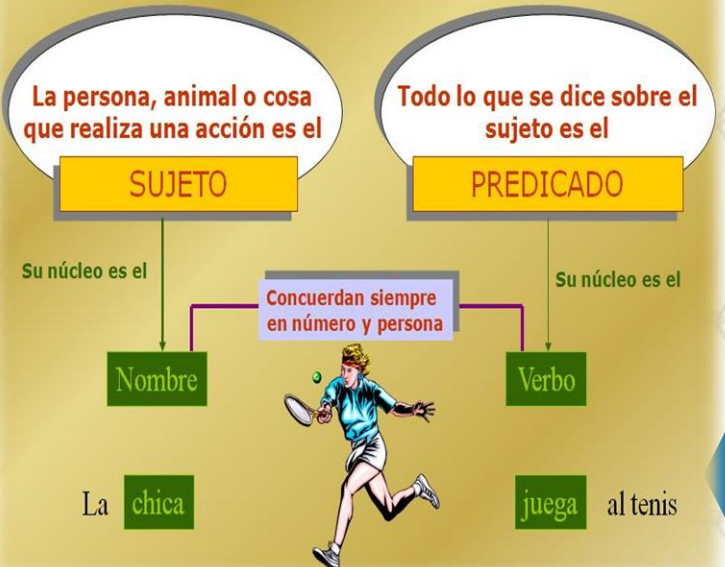 La persona, animal o cosa
que realiza una acción es el
SUJETO
Todo lo que se dice sobre el
sujeto es el
PREDICADO
Su núcleo es el
Su núcleo es el
Concuerdan siempre
en número y persona
Nombre
Verbo
La chica
juega al tenis